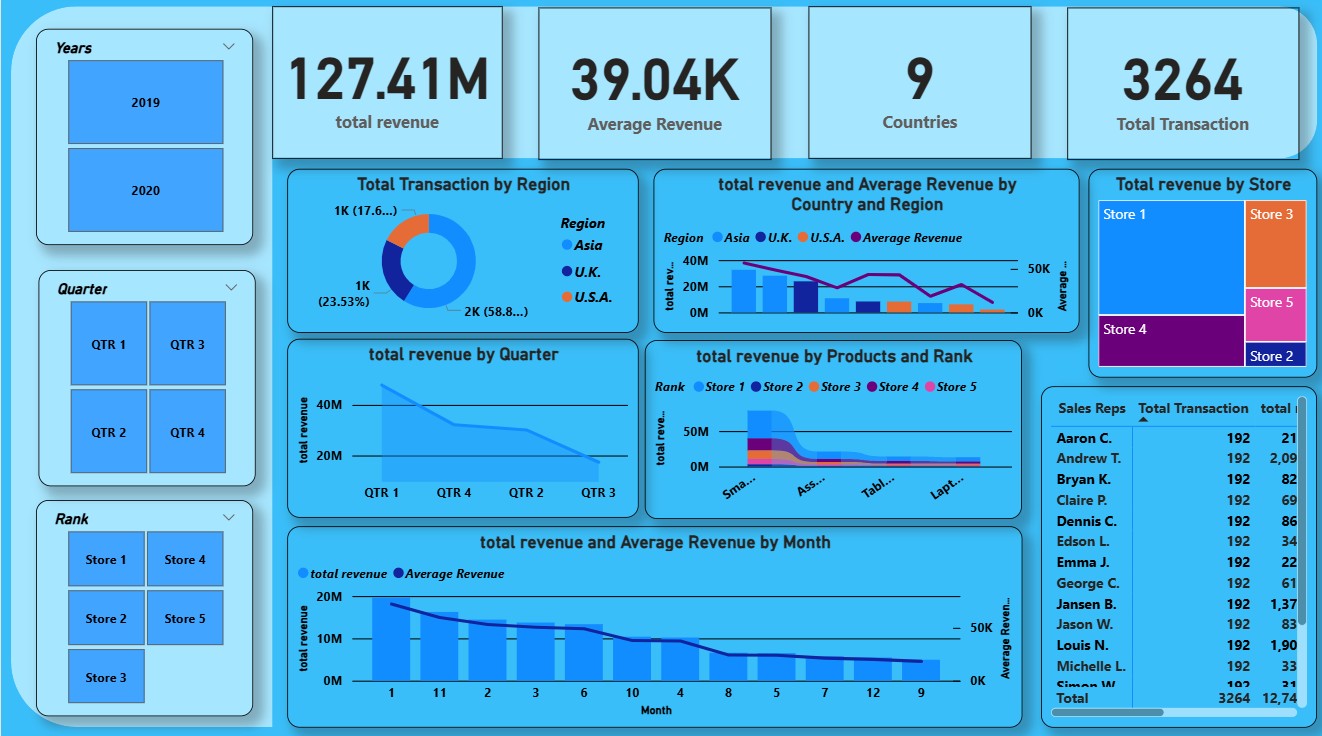 Years
2019
2020
Quarter
QTR 1
QTR 3
QTR 2
QTR 4
Rank
Store 1
Store 4
Store 2
Store 5
Store 3
127.41M
total revenue
39.04K
Average Revenue
9
Countries
3264
Total Transaction
Total Transaction by Region
1K (17.6...)
1K
(23.53%)
2K (58.8...)
Region
Asia
U.K.
U.S.A.
total revenue and Average Revenue by
Country and Region
Region Asia U.K. U.S.A. Average Revenue
total rev...
40M
20M
0M
50K
0K
Average ...
Total revenue by Store
Store 1
Store 3
Store 5
Store 4
Store 2
total revenue by Quarter
total revenue
40M
20M
QTR 1 QTR 4 QTR 2 QTR 3
total revenue by Products and Rank
Rank Store 1 Store 2 Store 3 Store 4 Store 5
total reve...
50M
0M
Sma... Ass... Tabl... Lapt...
total revenue and Average Revenue by Month
total revenue Average Revenue
total revenue
20M
10M
0M
50K
0K
Average Reven...
1 11 2 3 6 10 4 8 5 7 12 9
Month
Sales Reps Total Transaction total
Aaron C. 192 21
Andrew T. 192 2,09
Bryan K. 192 82
Claire P. 192 69
Dennis C. 192 86
Edson L. 192 34
Emma J. 192 22
George C. 192 61
Jansen B. 192 1,37
Jason W. 192 83
Louis N. 192 1,90
Michelle L. 192 33
Simon W. 192 31
Total 3264 12,74